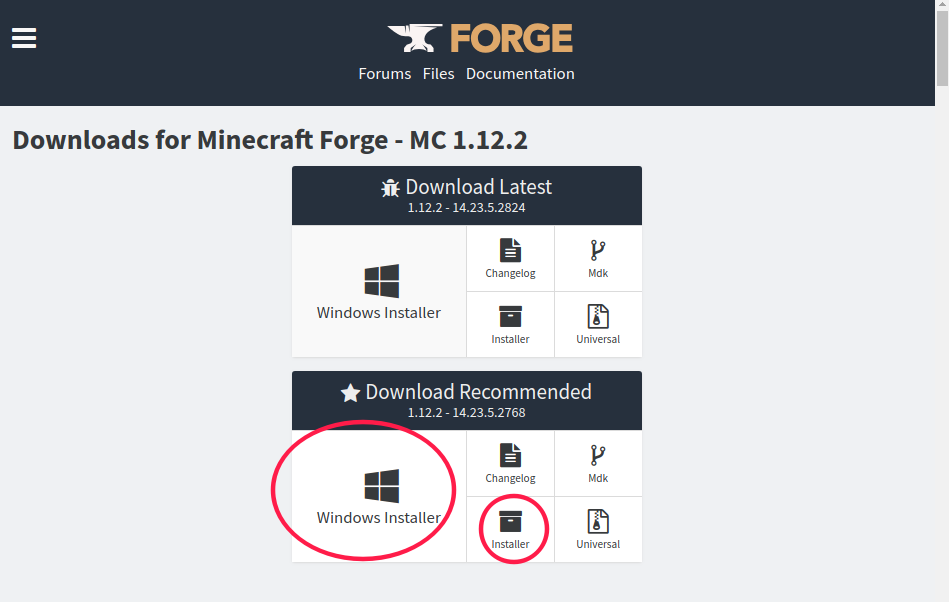 FORGE
Forums Files Documentation
Downloads for Minecraft Forge - MC 1.12.2
Download Latest
1.12.2 - 14.23.5.2824
Windows Installer
Changelog
Mdk
Installer
Universal
Download Recommended
1.12.2 - 14.23.5.2768
Windows Installer
Changelog
Mdk
Installer
Universal